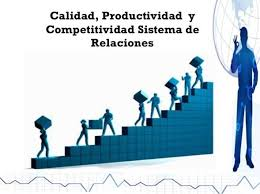 Calidad, Productividad y
Competitividad Sistema de
Relaciones